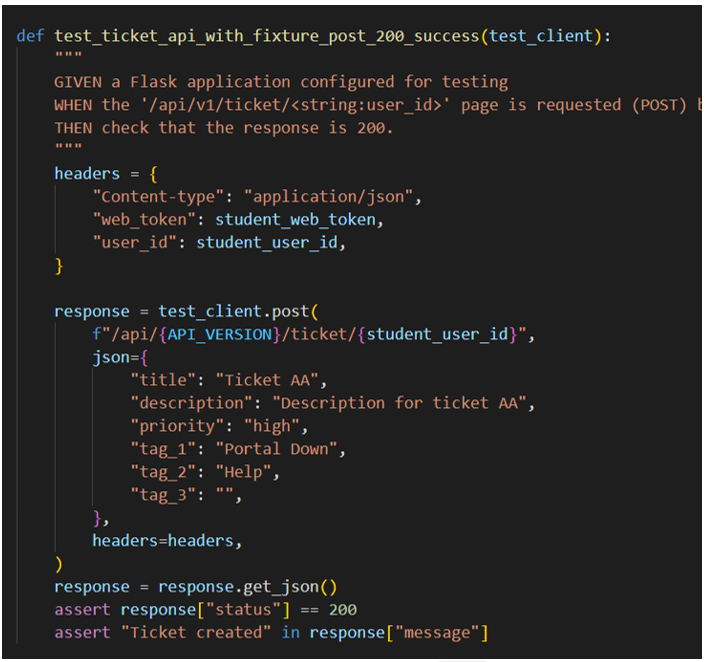 def test_ticket_api_with_fixture_post_200_success(test_client):
    """
    GIVEN a Flask application configured for testing
    WHEN the '/api/v1/ticket/<string:user_id>' page is requested (POST)
    THEN check that the response is 200.
    """
    headers = {
        "Content-type": "application/json",
        "web_token": student_web_token,
        "user_id": student_user_id,
    }

    response = test_client.post(
        f"/api/{API_VERSION}/ticket/{student_user_id}",
        json={
            "title": "Ticket AA",
            "description": "Description for ticket AA",
            "priority": "high",
            "tag_1": "Portal Down",
            "tag_2": "Help",
            "tag_3": "",
        },
        headers=headers,
    )
    response = response.get_json()
    assert response["status"] == 200
    assert "Ticket created" in response["message"]